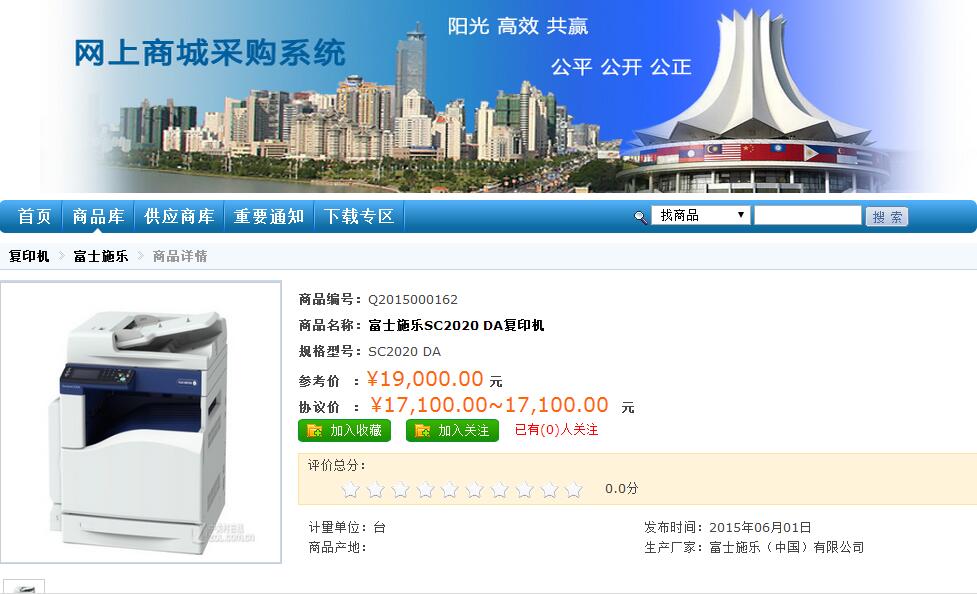 阳光 高效 共赢
网上商城采购系统
公平 公开 公正
首页 商品库 供应商库 重要通知 下载专区 找商品 搜 索
复印机 富士施乐 商品详情
商品编号：Q2015000162
商品名称：富士施乐SC2020 DA复印机
规格型号：SC2020 DA
参考价 ：¥19,000.00 元
协议价 ：¥17,100.00~17,100.00 元
加入收藏 加入关注 已有(0)人关注
评价总分：
0.0分
计量单位：台 发布时间：2015年06月01日
商品产地： 生产厂家：富士施乐（中国）有限公司